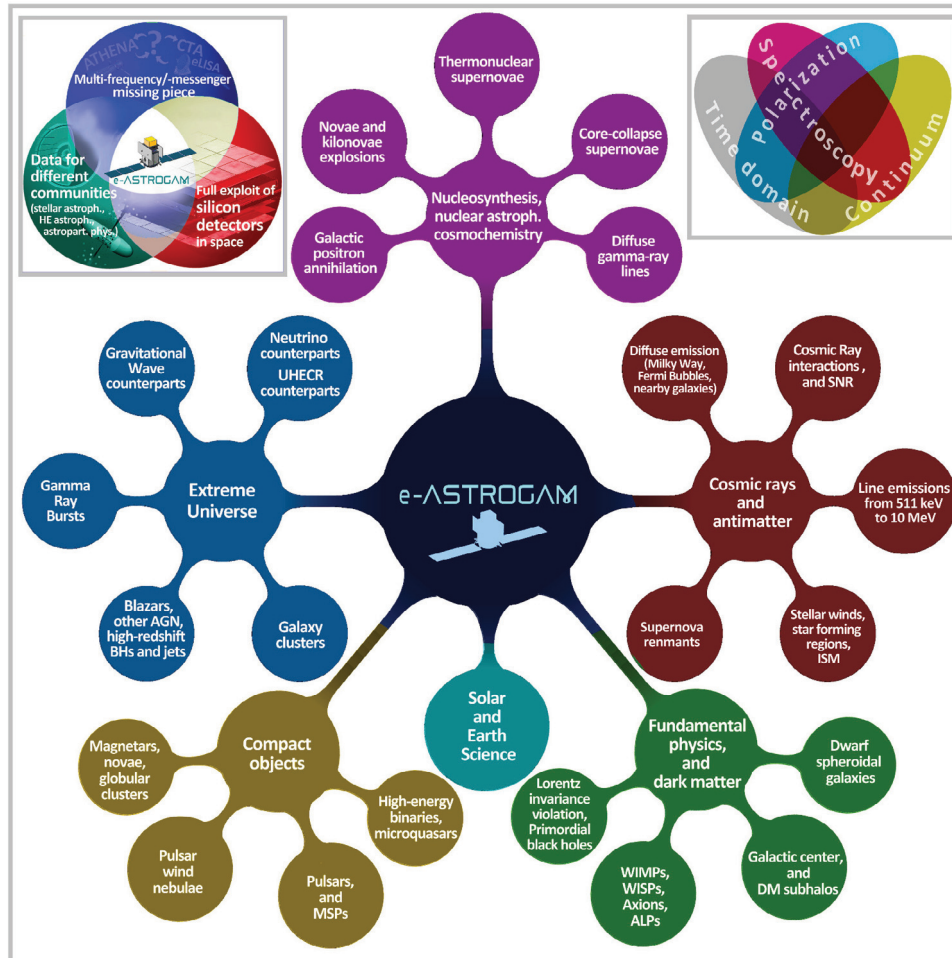 ATHENA
?
CTA
eLISA
Multi-frequency/-messenger
missing piece
Data for
different
communities
(stellar astroph.,
HE astroph.,
astropart. phys.)
e-ASTROGAM
Full exploit of
silicon
detectors
in space
Time domain
Polarization
Spectroscopy
Continuum
Thermonuclear
supernovae
Novae and
kilonovae
explosions
Core-collapse
supernovae
Nucleosynthesis,
nuclear astroph.
cosmochemistry
Galactic
positron
annihilation
Diffuse
gamma-ray
lines
Gravitational
Wave
counterparts
Neutrino
counterparts
UHECR
counterparts
Gamma
Ray
Bursts
Extreme
Universe
Blazars,
other AGN,
high-redshift
BHs and jets
Galaxy
clusters
e-ASTROGAM
Diffuse emission
(Milky Way,
Fermi Bubbles,
nearby galaxies)
Cosmic Ray
interactions ,
and SNR
Cosmic rays
and
antimatter
Line emissions
from 511 keV
to 10 MeV
Supernova
renmants
Stellar winds,
star forming
regions,
ISM
Solar
and
Earth
Science
Compact
objects
Magnetars,
novae,
globular
clusters
High-energy
binaries,
microquasars
Pulsar
wind
nebulae
Pulsars,
and
MSPs
Fundamental
physics,
and
dark matter
Dwarf
spheroidal
galaxies
Lorentz
invariance
violation,
Primordial
black holes
WIMPs,
WISPs,
Axions,
ALPs
Galactic center,
and
DM subhalos